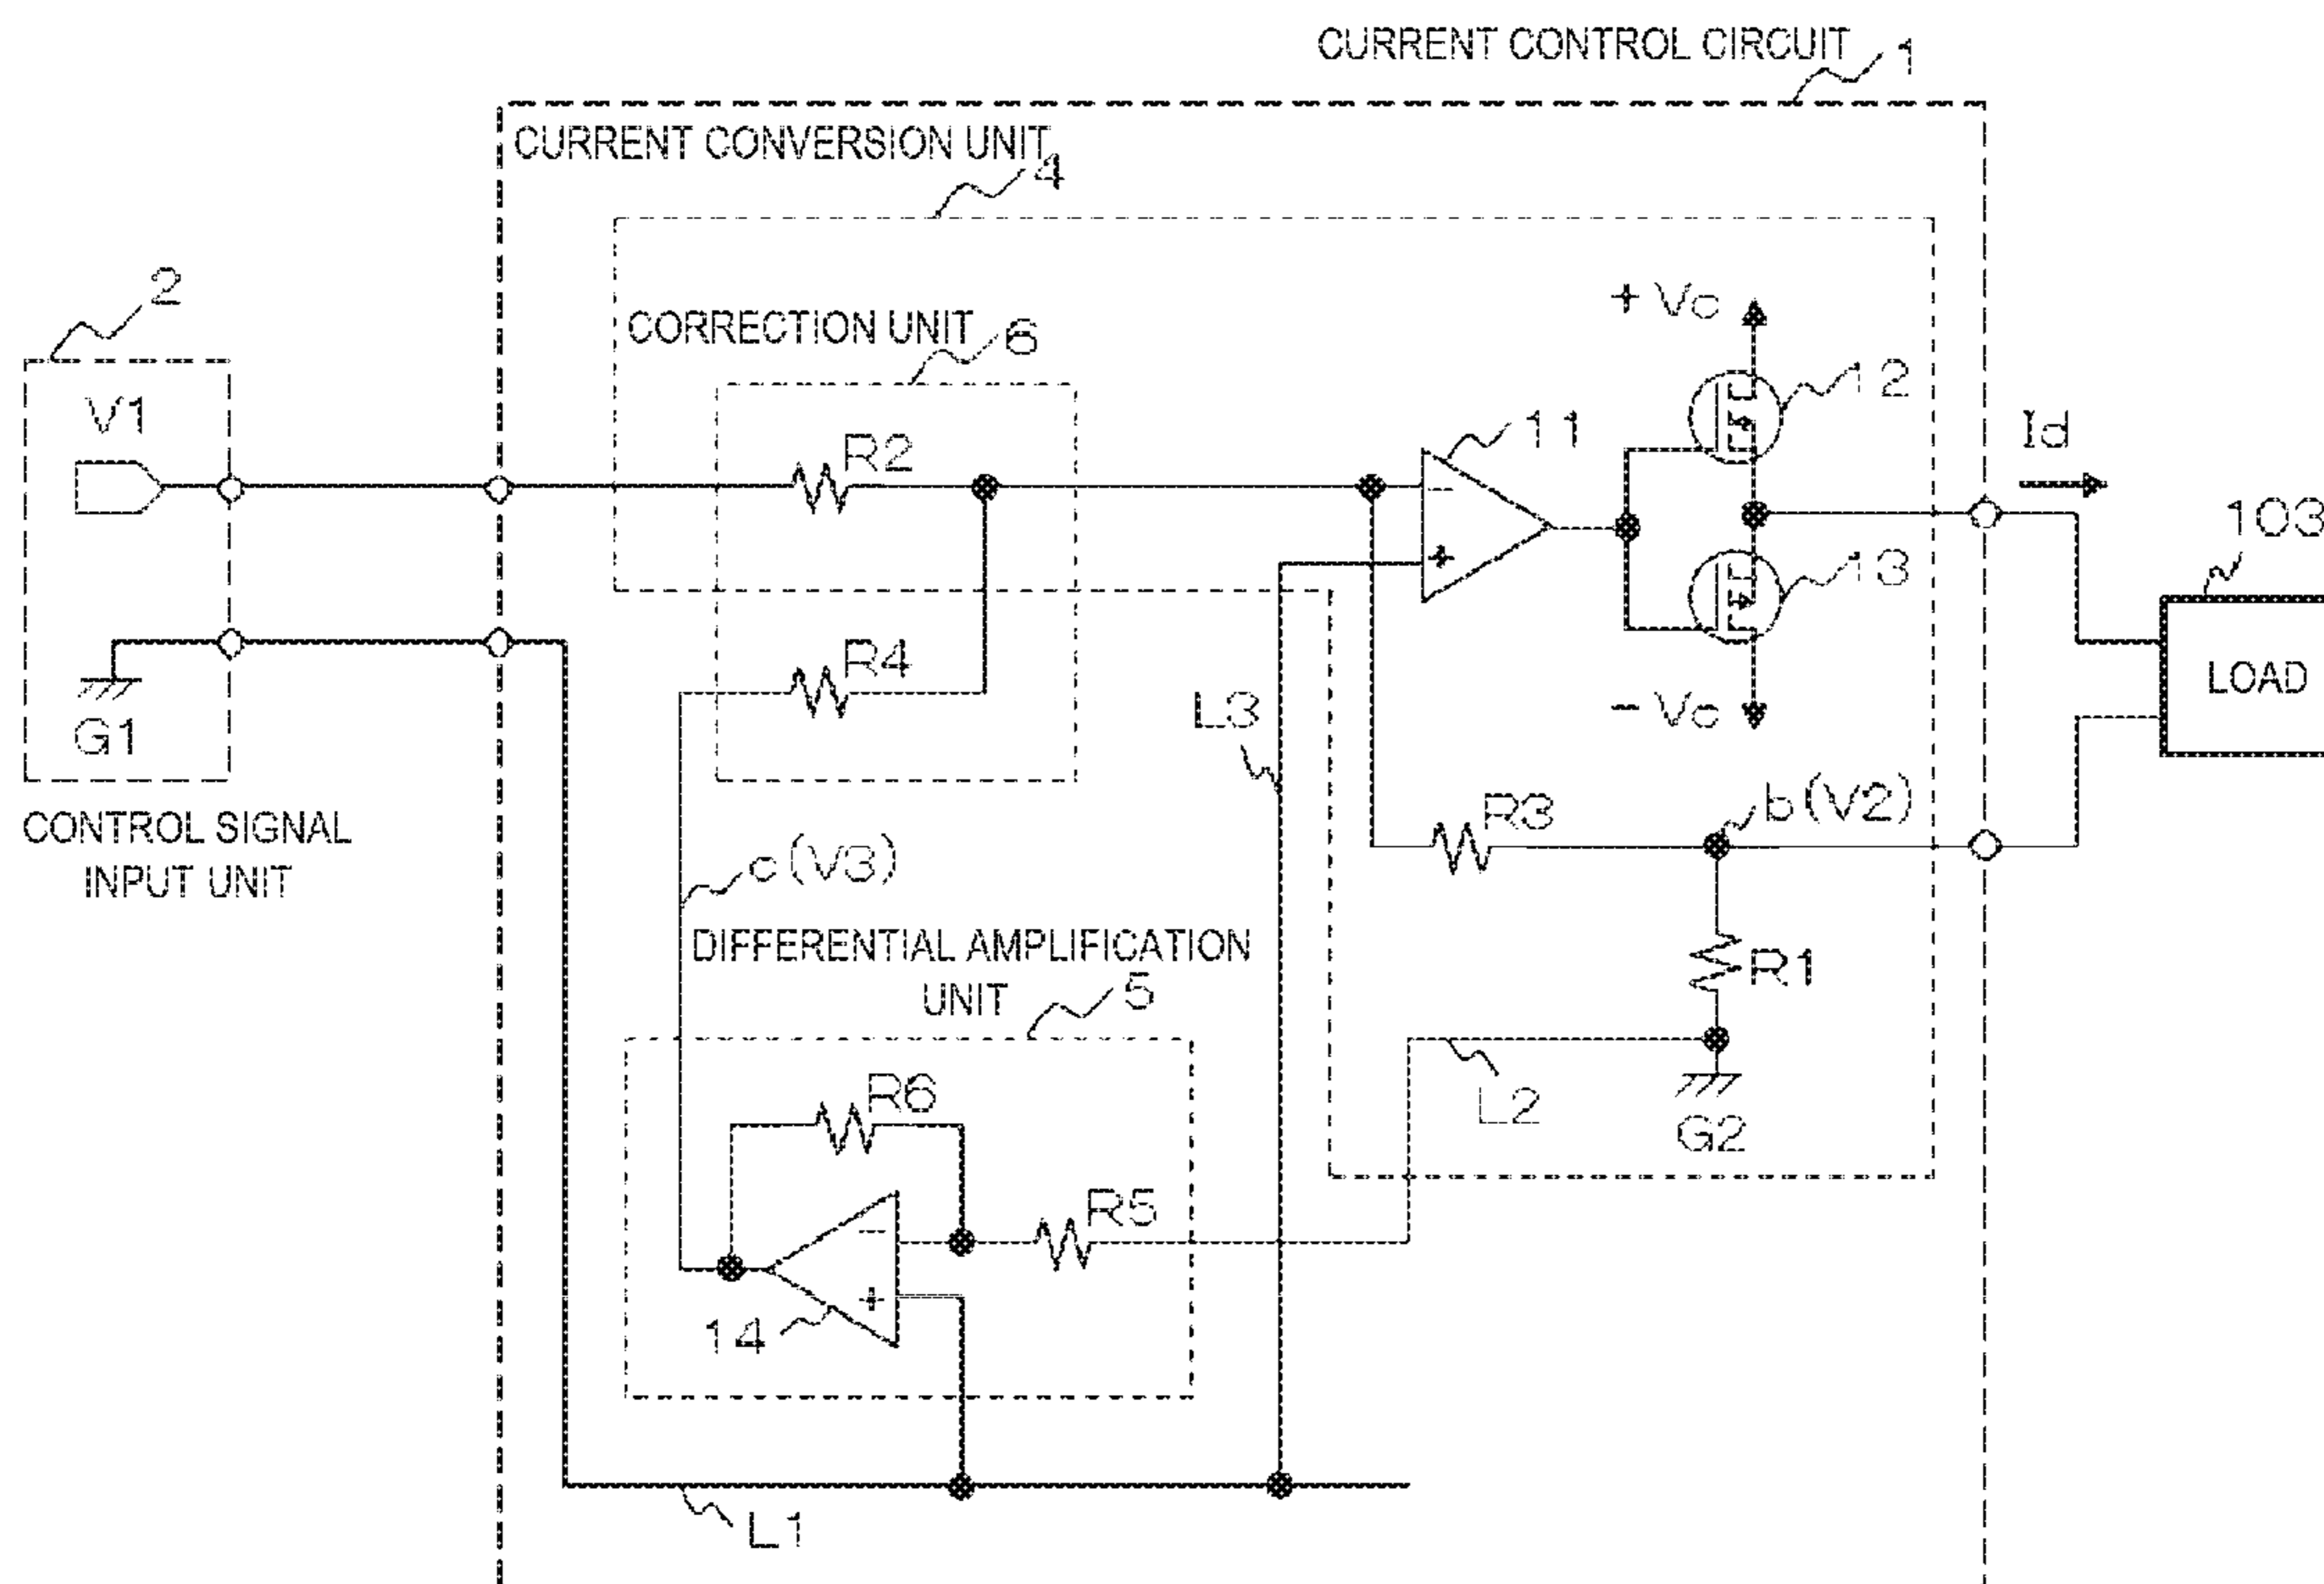 CURRENT CONTROL CIRCUIT 1
CURRENT CONVERSION UNIT
4
2
CORRECTION UNIT 6
+ Vc
12
V1
R2
11
Id
-
+
103
13
R4
LOAD
G1
L3
- Vc
CONTROL SIGNAL
INPUT UNIT
R3
b(V2)
c(V3)
DIFFERENTIAL AMPLIFICATION
UNIT 5
R1
R6
L2
G2
R5
-
+
14
L1